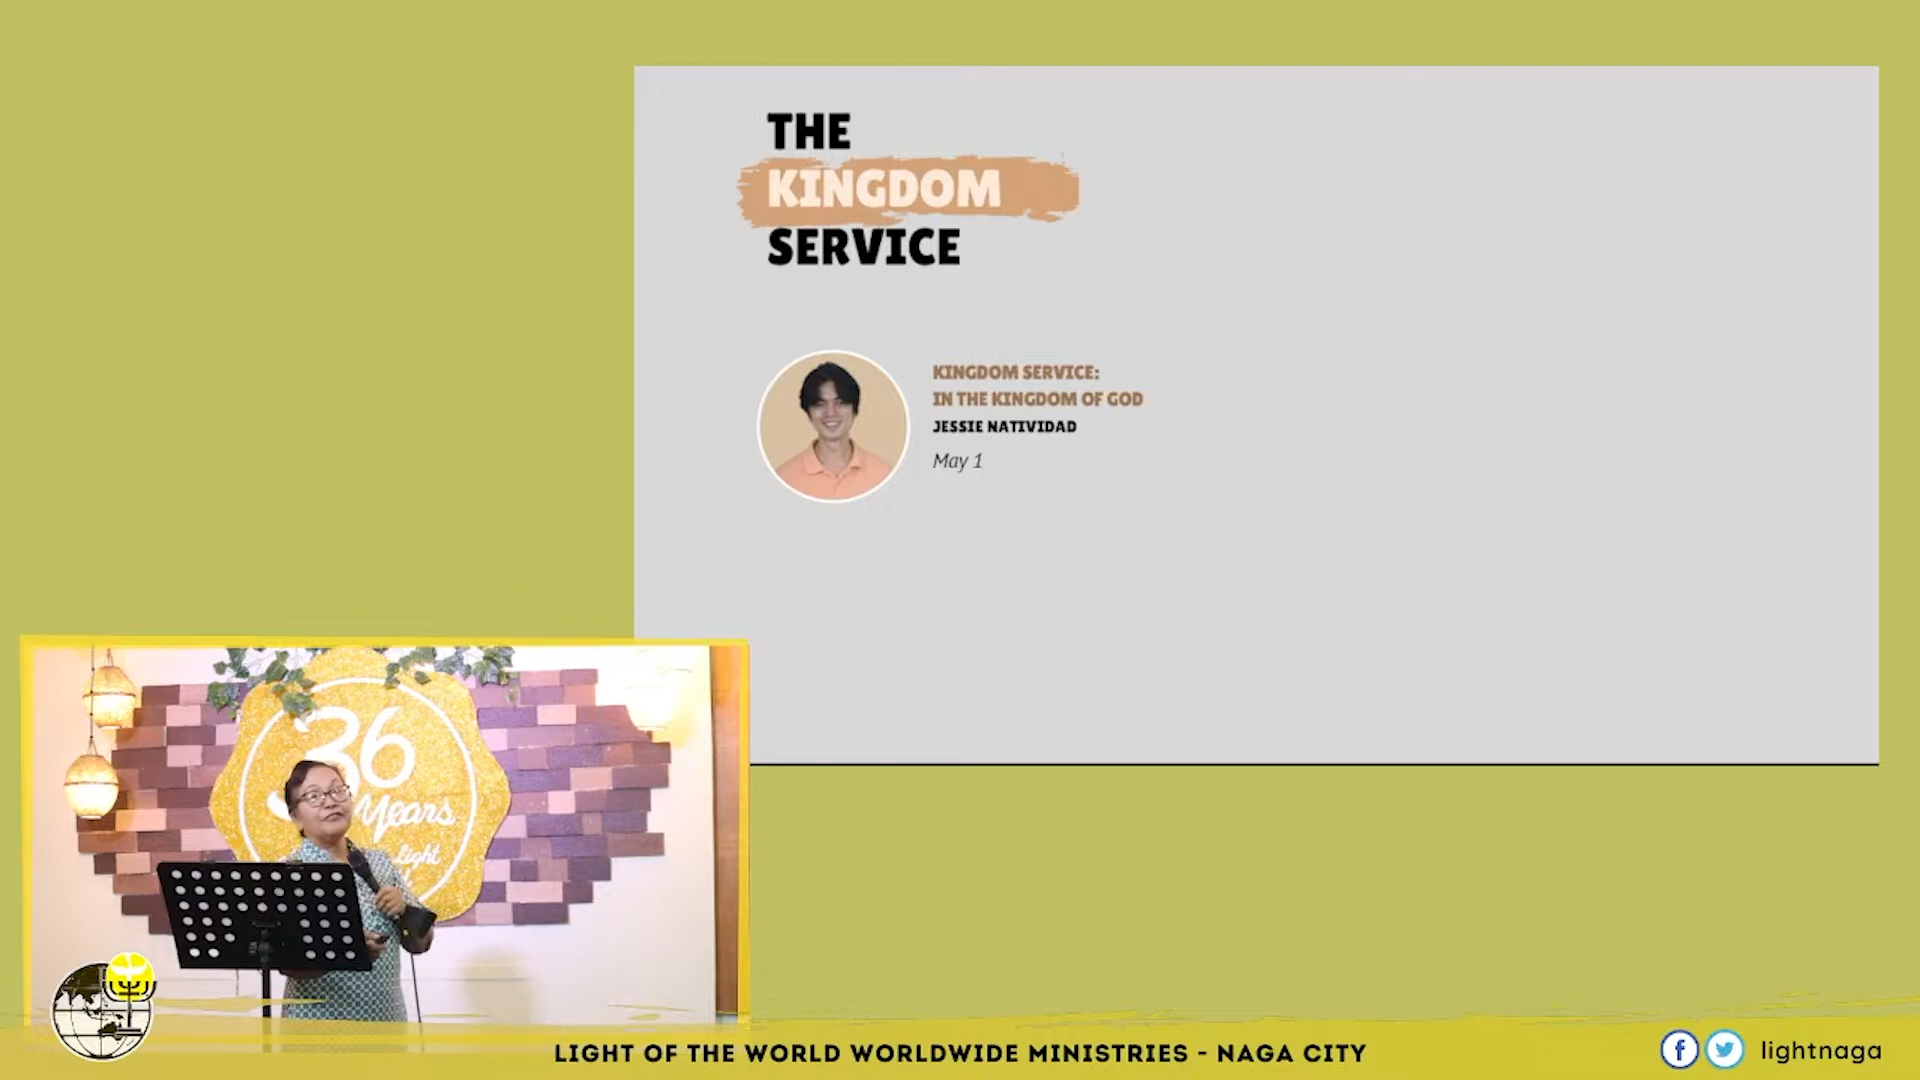 THE
KINGDOM
SERVICE
KINGDOM SERVICE:
IN THE KINGDOM OF GOD
JESSIE NATIVIDAD
May 1
36
Years
Light
LIGHT OF THE WORLD WORLDWIDE MINISTRIES - NAGA CITY
lightnaga